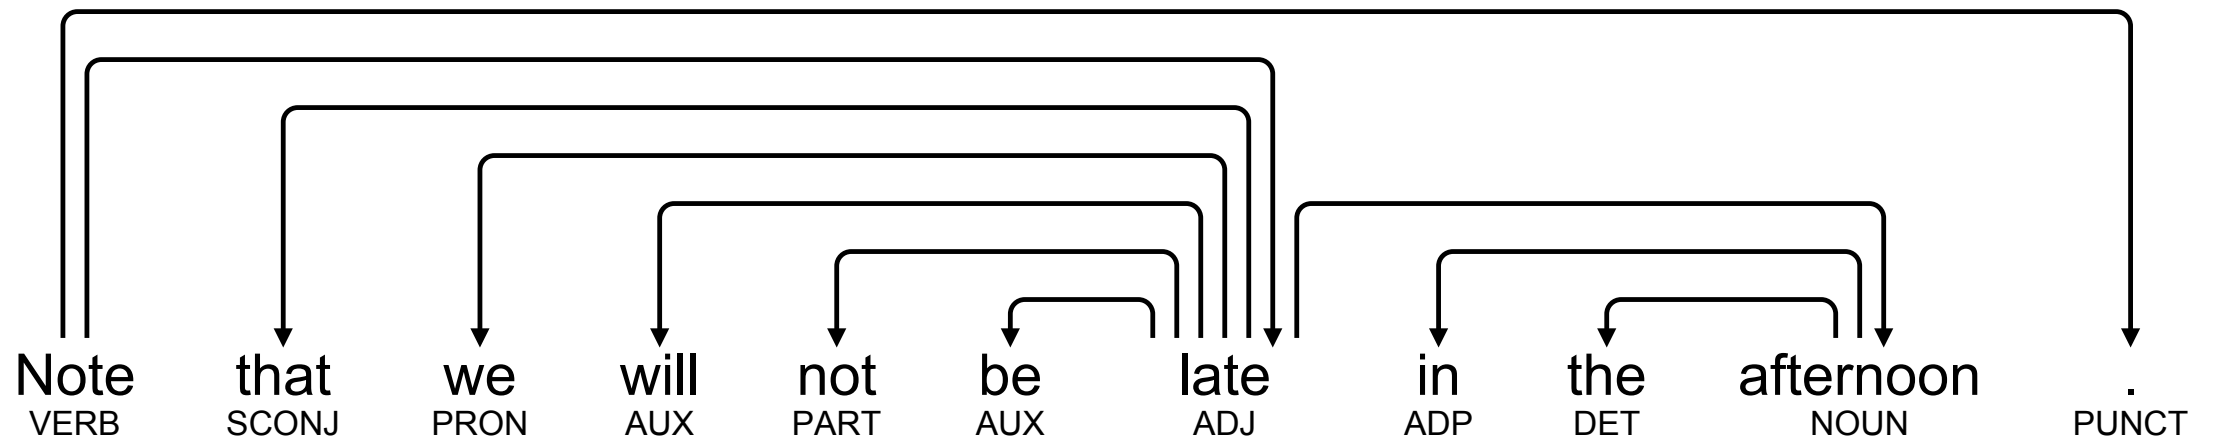 Note that we will not be late in the afternoon .
VERB SCONJ PRON AUX PART AUX ADJ ADP DET NOUN PUNCT